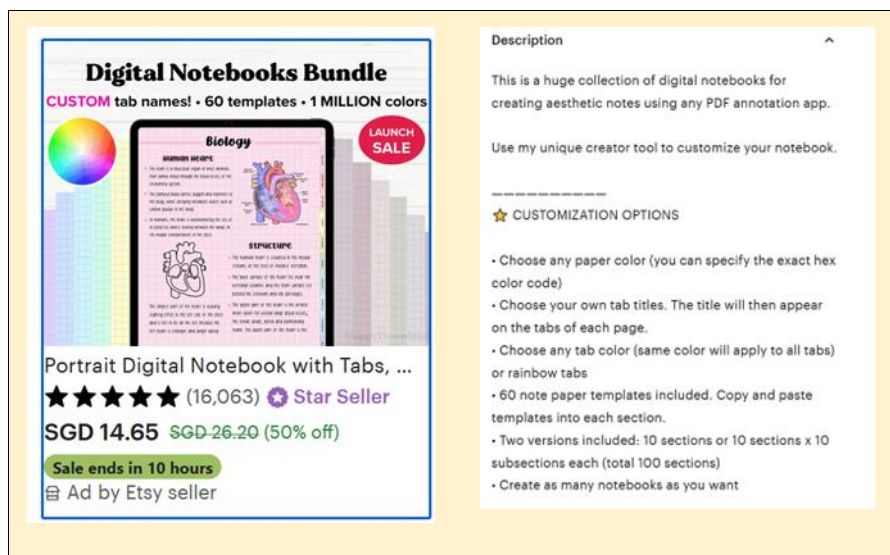 Digital Notebooks Bundle
CUSTOM tab names! • 60 templates • 1 MILLION colors
LAUNCH
SALE
Biology
HUMAN HEART
STRUCTURE
Portrait Digital Notebook with Tabs, ...
(16,063) Star Seller
SGD 14.65 SGD 26.20 (50% off)
Sale ends in 10 hours
Ad by Etsy seller
Description
This is a huge collection of digital notebooks for
creating aesthetic notes using any PDF annotation app.
Use my unique creator tool to customize your notebook.
___________
⭐ CUSTOMIZATION OPTIONS
• Choose any paper color (you can specify the exact hex
color code)
• Choose your own tab titles. The title will then appear
on the tabs of each page.
• Choose any tab color (same color will apply to all tabs)
or rainbow tabs
• 60 note paper templates included. Copy and paste
templates into each section.
• Two versions included: 10 sections or 10 sections x 10
subsections each (total 100 sections)
• Create as many notebooks as you want